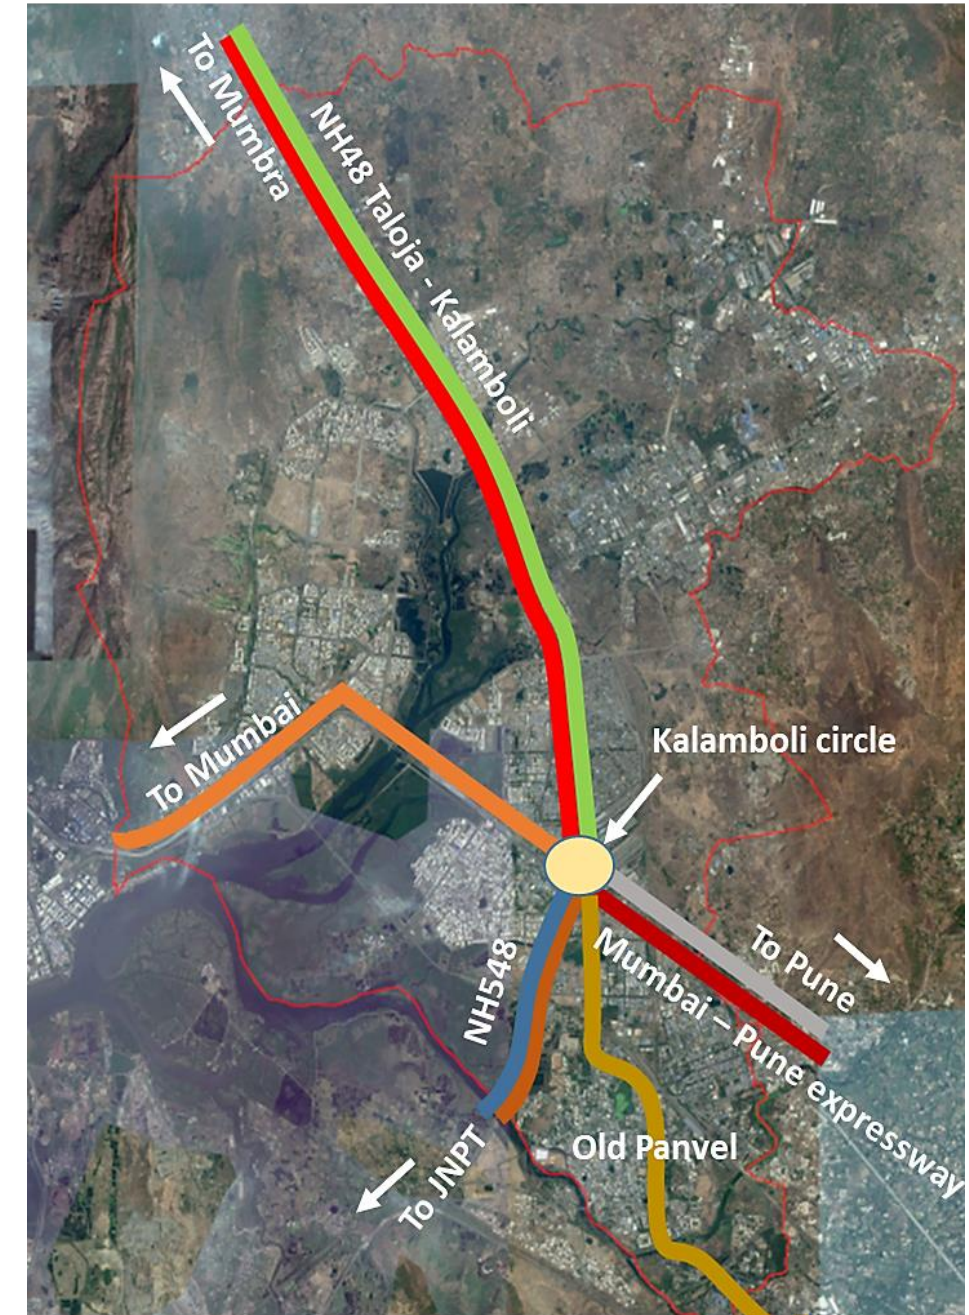 To Mumbra
NH48 Taloja - Kalamboli
To Mumbai
Kalamboli circle
NH548
To Pune
Mumbai – Pune expressway
Old Panvel
To JNPT